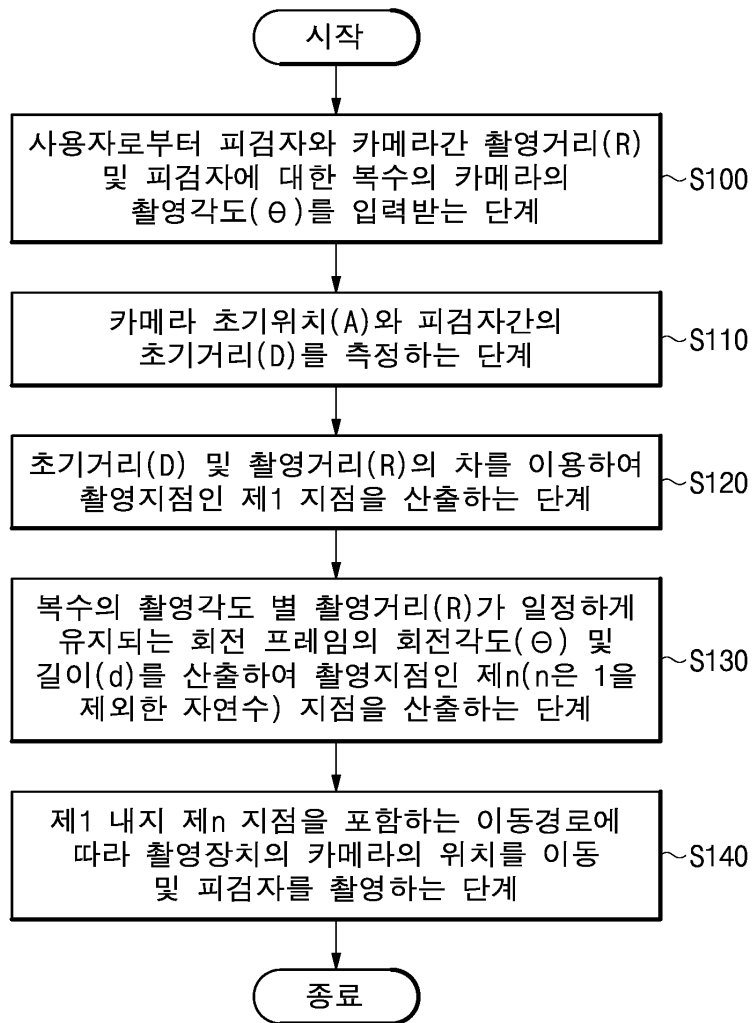 시작
사용자로부터 피검자와 카메라간 촬영거리(R)
및 피검자에 대한 복수의 카메라의
촬영각도(Θ)를 입력받는 단계
S100
카메라 초기위치(A)와 피검자간의
초기거리(D)를 측정하는 단계
S110
초기거리(D) 및 촬영거리(R)의 차를 이용하여
촬영지점인 제1 지점을 산출하는 단계
S120
복수의 촬영각도 별 촬영거리(R)가 일정하게
유지되는 회전 프레임의 회전각도(Θ) 및
길이(d)를 산출하여 촬영지점인 제n(n은 1을
제외한 자연수) 지점을 산출하는 단계
S130
제1 내지 제n 지점을 포함하는 이동경로에
따라 촬영장치의 카메라의 위치를 이동
및 피검자를 촬영하는 단계
S140
종료